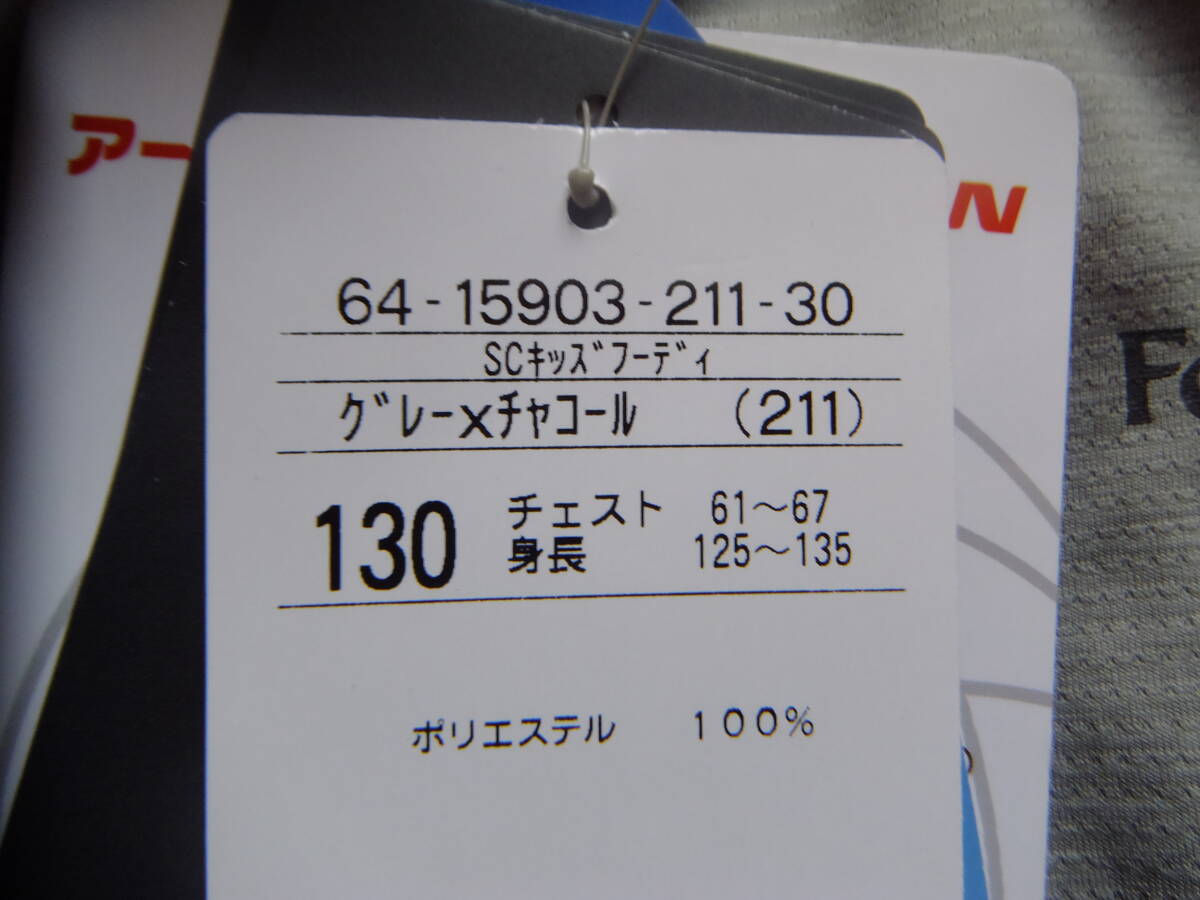 アー
N
64-15903-211-30
SCｷｯｽﾞﾌｰﾃﾞｨ
ｸﾞﾚｰxﾁｬｺｰﾙ (211)
130
チェスト 61～67
身長 125～135
ポリエステル 100%